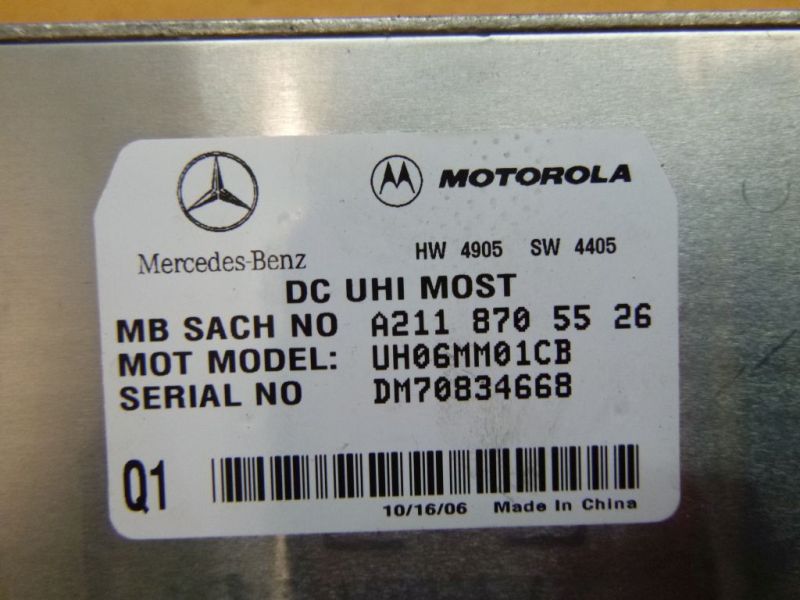 Mercedes-Benz
MOTOROLA
HW 4905 SW 4405
DC UHI MOST
MB SACH NO A211 870 55 26
MOT MODEL: UH06MM01CB
SERIAL NO DM70834668
Q1
10/16/06 Made In China